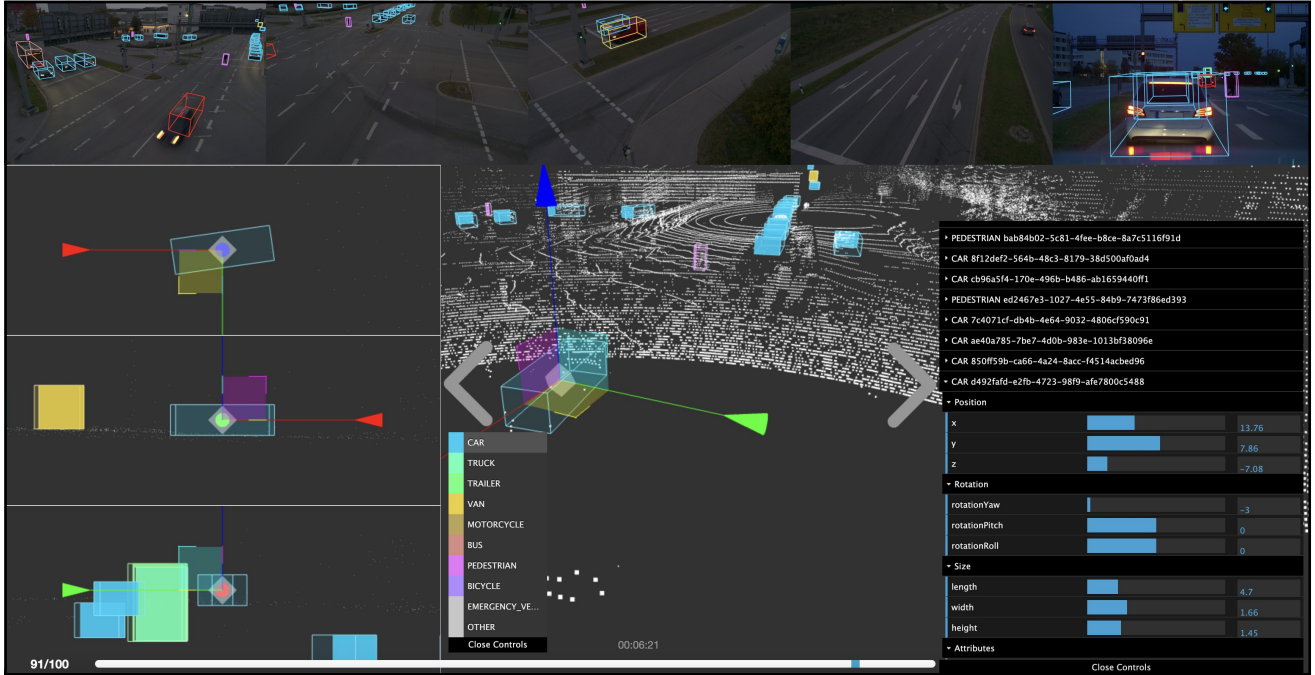 PEDESTRIAN bab84b02-5c81-4fee-b8ce-8a7c5116f91d
CAR 8f12def2-564b-48c3-8179-38d500af0ad4
CAR cb96a5f4-170e-496b-b486-ab1659440ff1
PEDESTRIAN ed2467e3-1027-4e55-84b9-7473f86ed393
CAR 7c4071cf-db4b-4e64-9032-4806cf590c91
CAR ae40a785-7be7-4d0b-983e-1013bf38096e
CAR 850ff59b-ca66-4a24-8acc-f4514acbed96
CAR d492fafd-e2fb-4723-98f9-afe7800c5488
Position
x 13.76
y 7.86
z -7.08
Rotation
rotationYaw -3
rotationPitch 0
rotationRoll 0
Size
length 4.7
width 1.66
height 1.45
Attributes
Close Controls
CAR
TRUCK
TRAILER
VAN
MOTORCYCLE
BUS
PEDESTRIAN
BICYCLE
EMERGENCY_VE...
OTHER
Close Controls
00:06:21
91/100